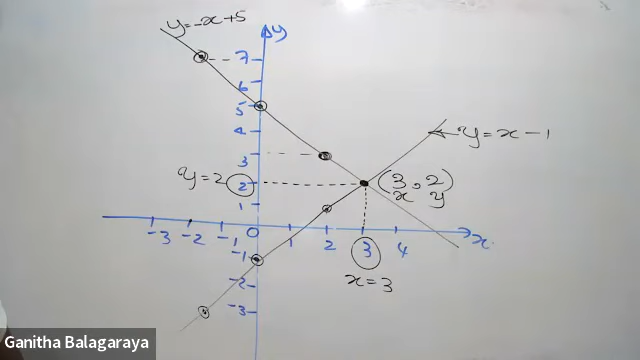 y=-x+5
y
7
6
5
4
3
y=2 2
1
(3, 2)
x y
y=x-1
-3 -2 -1 0 1 2 3 4 x
-1
x=3
-2
-3
Ganitha Balagaraya